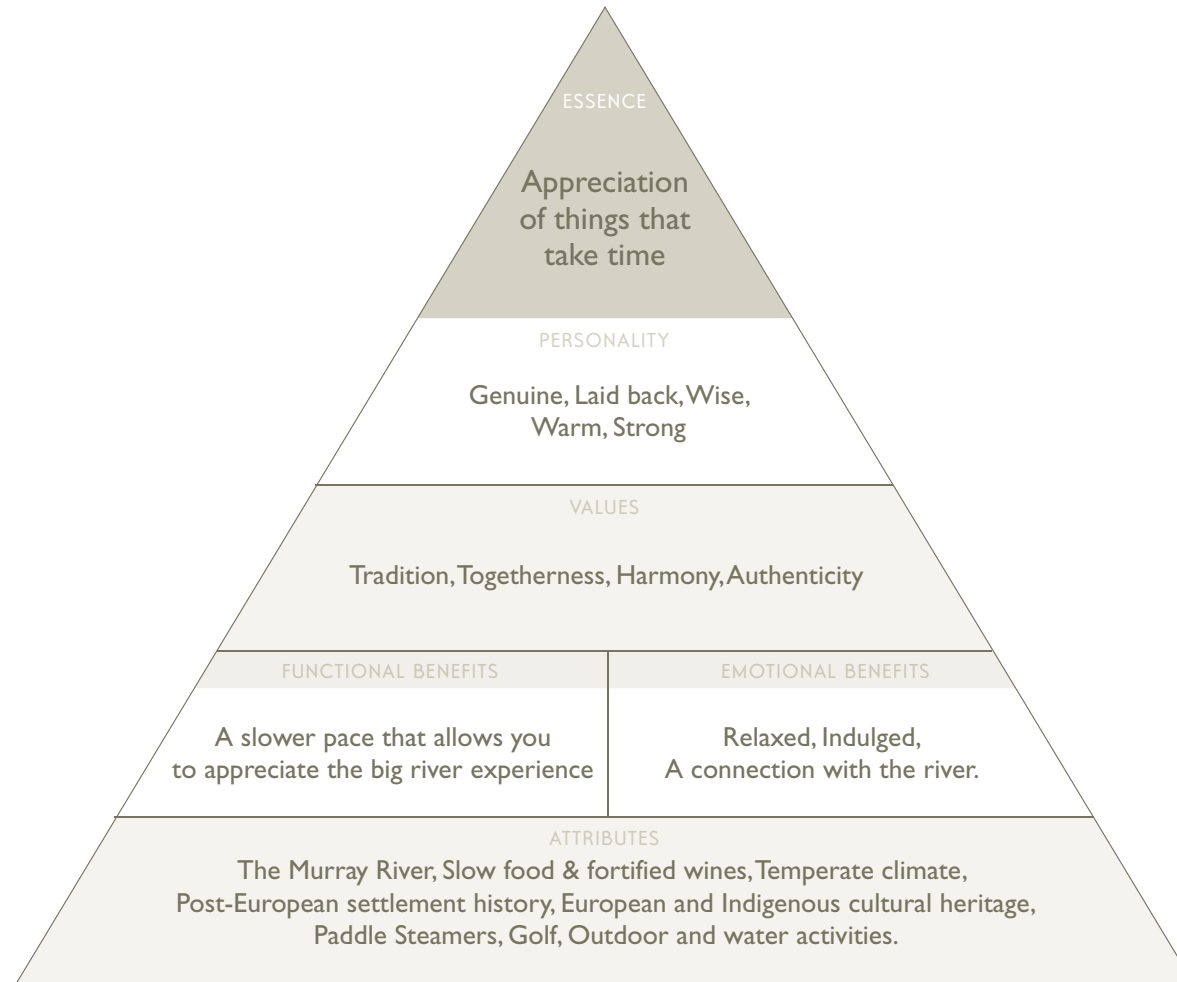 ESSENCE
Appreciation
of things that
take time
PERSONALITY
Genuine, Laid back, Wise,
Warm, Strong
VALUES
Tradition, Togetherness, Harmony, Authenticity
FUNCTIONAL BENEFITS
A slower pace that allows you
to appreciate the big river experience
EMOTIONAL BENEFITS
Relaxed, Indulged,
A connection with the river.
ATTRIBUTES
The Murray River, Slow food & fortified wines, Temperate climate,
Post-European settlement history, European and Indigenous cultural heritage,
Paddle Steamers, Golf, Outdoor and water activities.